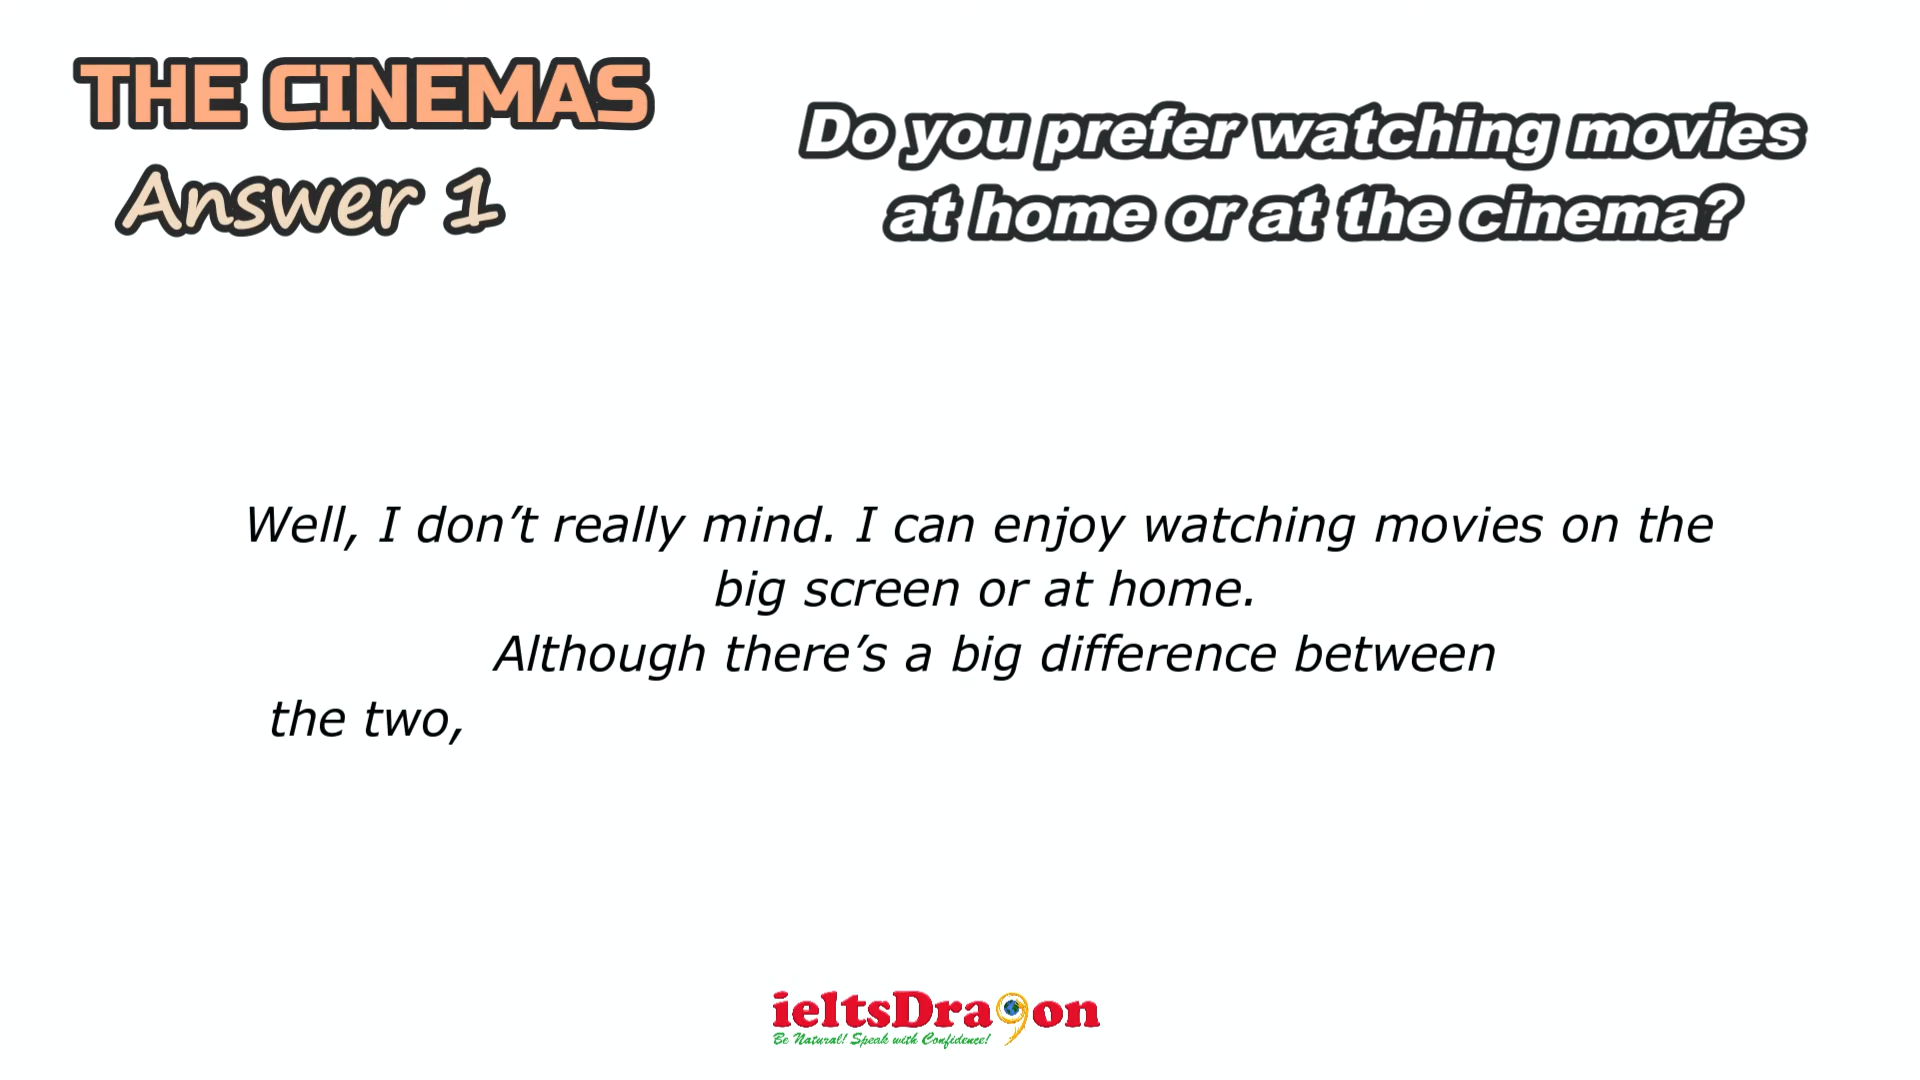 THE CINEMAS
Answer 1
Do you prefer watching movies
at home or at the cinema?
Well, I don’t really mind. I can enjoy watching movies on the
big screen or at home.
Although there’s a big difference between
the two,
ieltsDra9on
Be Natural! Speak with Confidence!